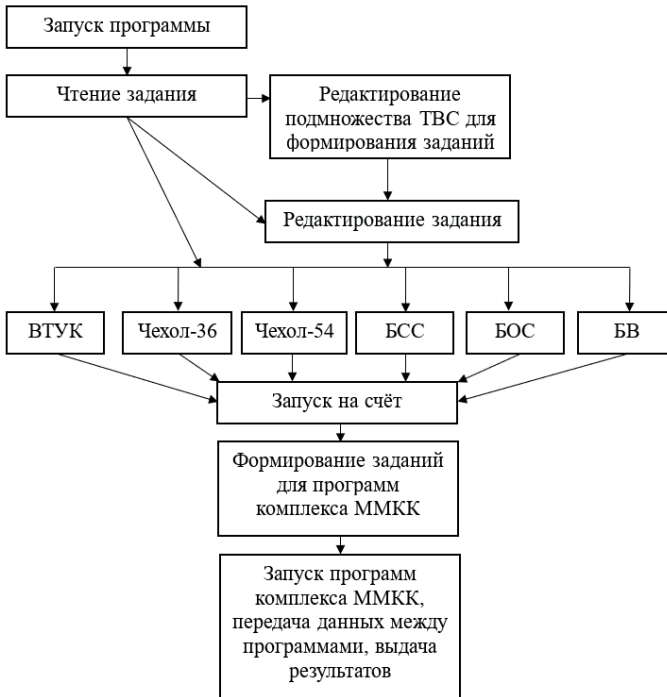 Запуск программы
Чтение задания
Редактирование
подмножества ТВС для
формирования заданий
Редактирование задания
ВТУК
Чехол-36
Чехол-54
БСС
БОС
БВ
Запуск на счёт
Формирование заданий
для программ
комплекса ММКК
Запуск программ
комплекса ММКК,
передача данных между
программами, выдача
результатов